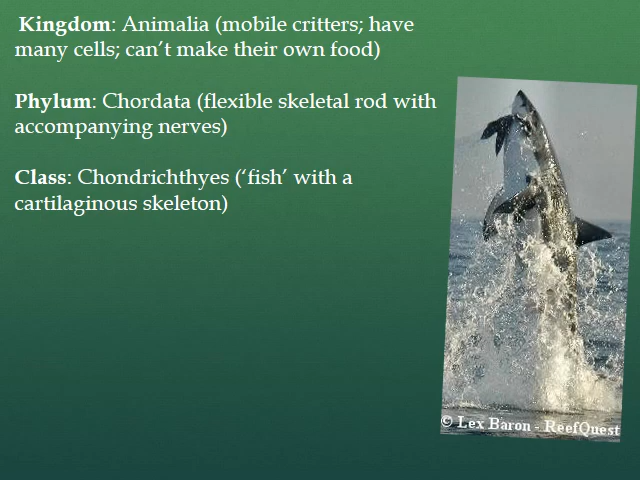 Kingdom: Animalia (mobile critters; have
many cells; can’t make their own food)
Phylum: Chordata (flexible skeletal rod with
accompanying nerves)
Class: Chondrichthyes (‘fish’ with a
cartilaginous skeleton)
© Lex Baron - ReefQuest